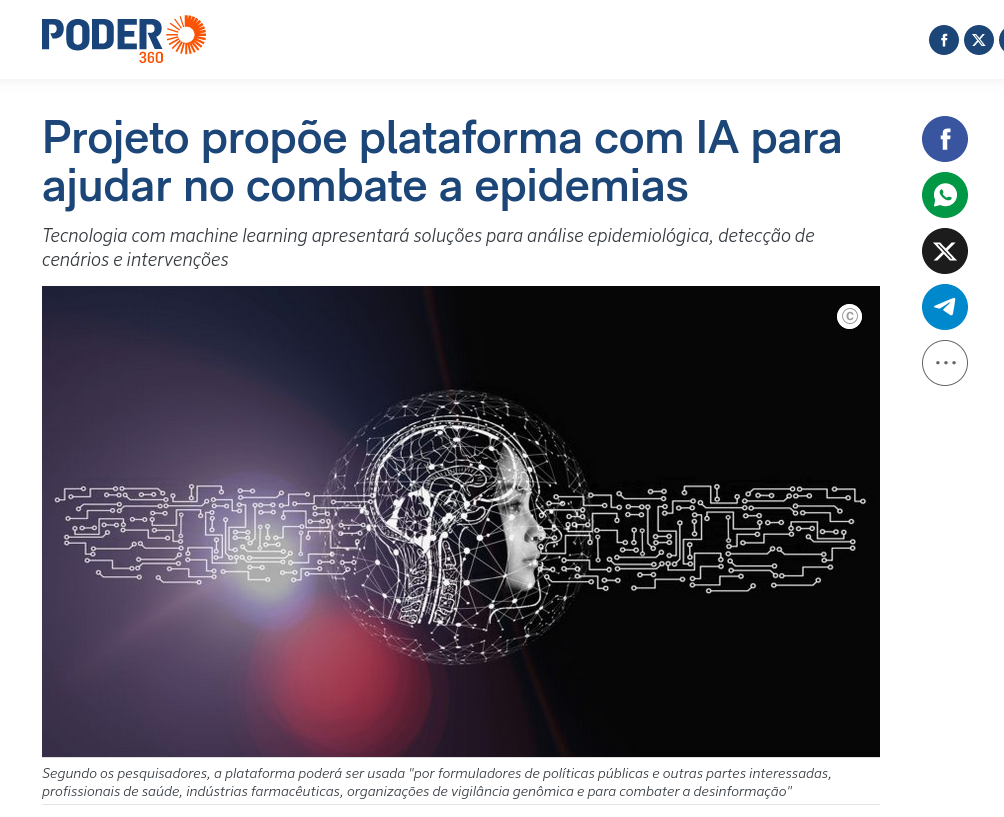 PODER
360
Projeto propõe plataforma com IA para
ajudar no combate a epidemias
Tecnologia com machine learning apresentará soluções para análise epidemiológica, detecção de
cenários e intervenções
©
Segundo os pesquisadores, a plataforma poderá ser usada "por formuladores de políticas públicas e outras partes interessadas,
profissionais de saúde, indústrias farmacêuticas, organizações de vigilância genômica e para combater a desinformação"